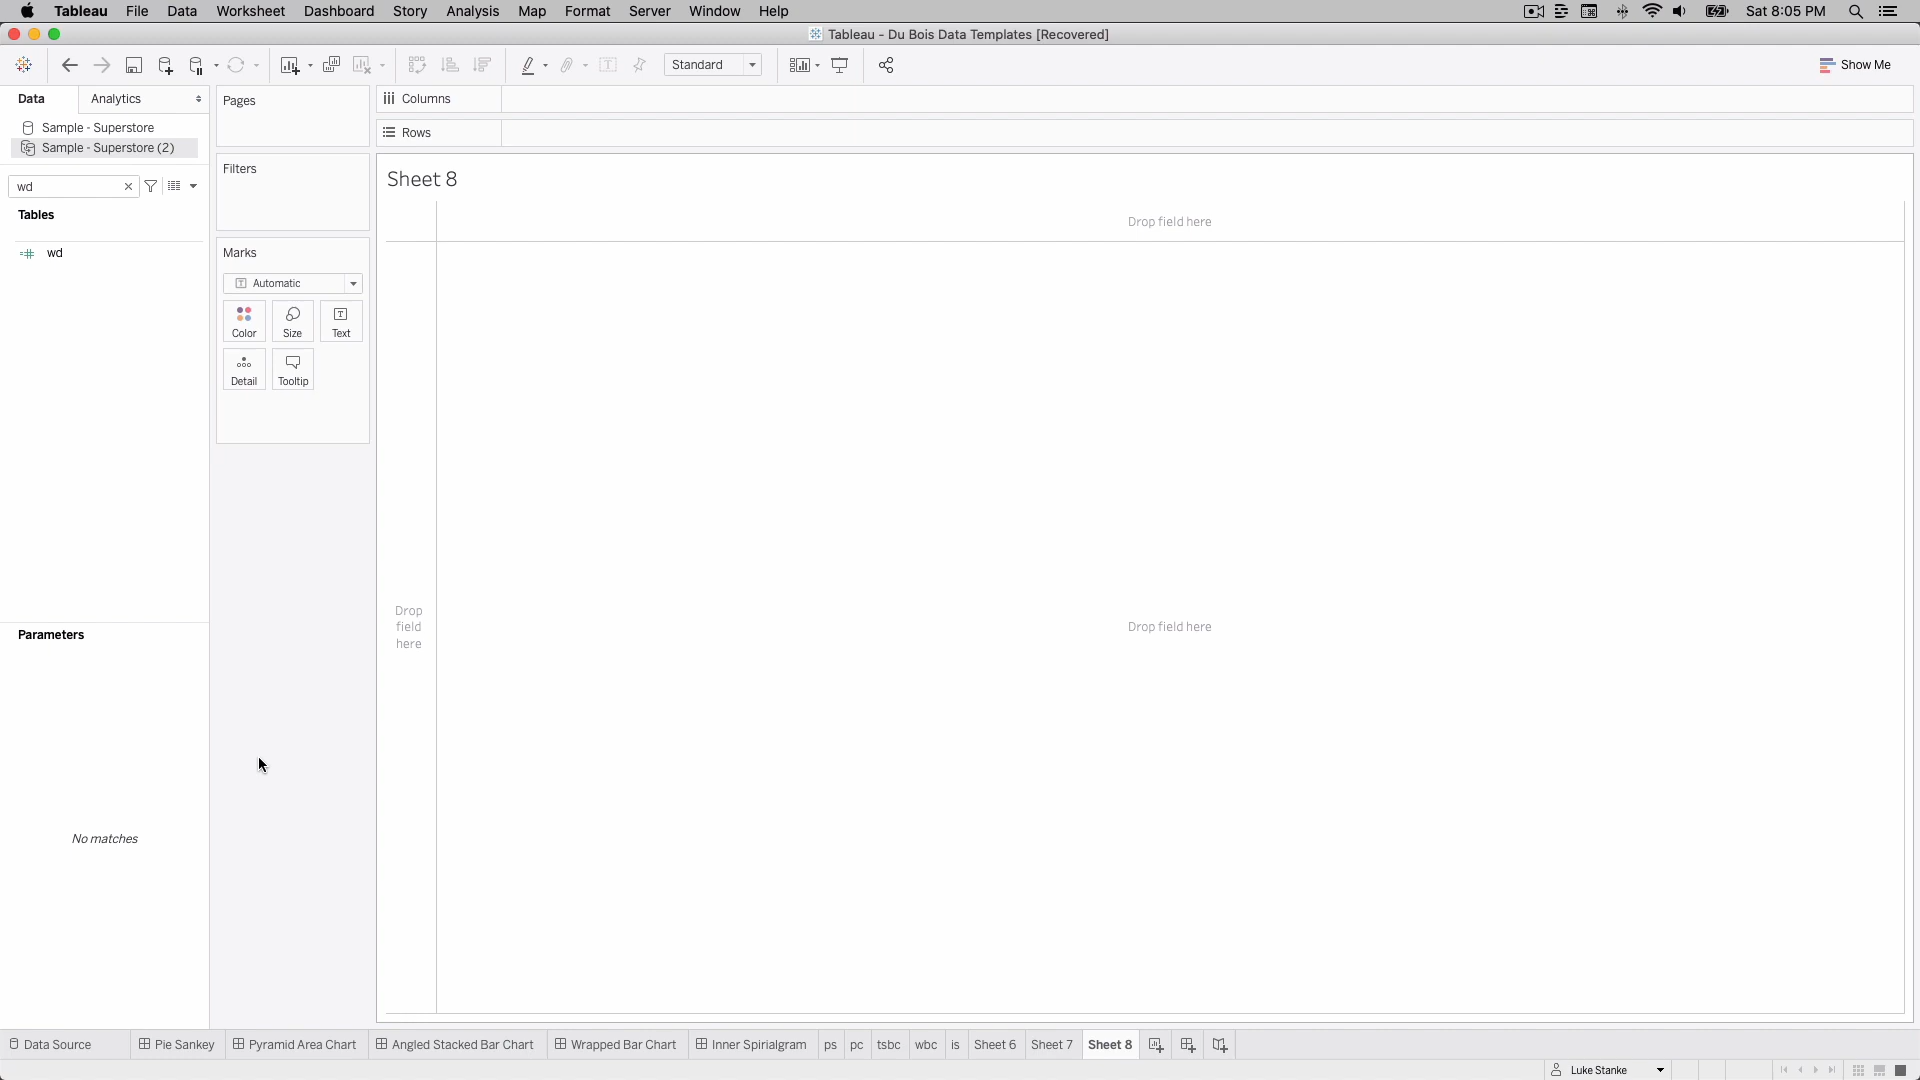 Tableau File Data Worksheet Dashboard Story Analysis Map Format Server Window Help Sat 8:05 PM
Tableau - Du Bois Data Templates [Recovered]
Standard Show Me
Data Analytics
Sample - Superstore
Sample - Superstore (2)
wd
Tables
wd
Parameters
No matches
Pages
Filters
Marks
Automatic
Color Size Text
Detail Tooltip
Columns
Rows
Sheet 8
Drop field here
Drop
field
here
Drop field here
Data Source Pie Sankey Pyramid Area Chart Angled Stacked Bar Chart Wrapped Bar Chart Inner Spirialgram ps pc tsbc wbc is Sheet 6 Sheet 7 Sheet 8
Luke Stanke